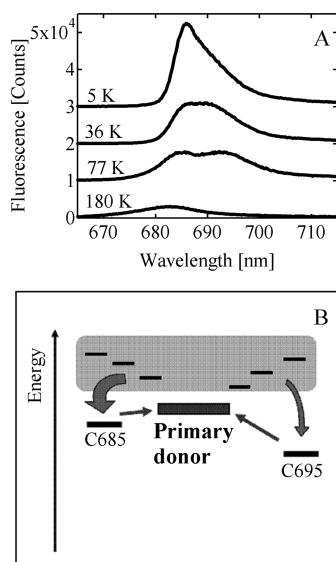 A
Fluorescence [Counts]
5x10⁴
4
3
2
1
0
5 K
36 K
77 K
180 K
670 680 690 700 710
Wavelength [nm]
B
Energy
Primary
donor
C685
C695